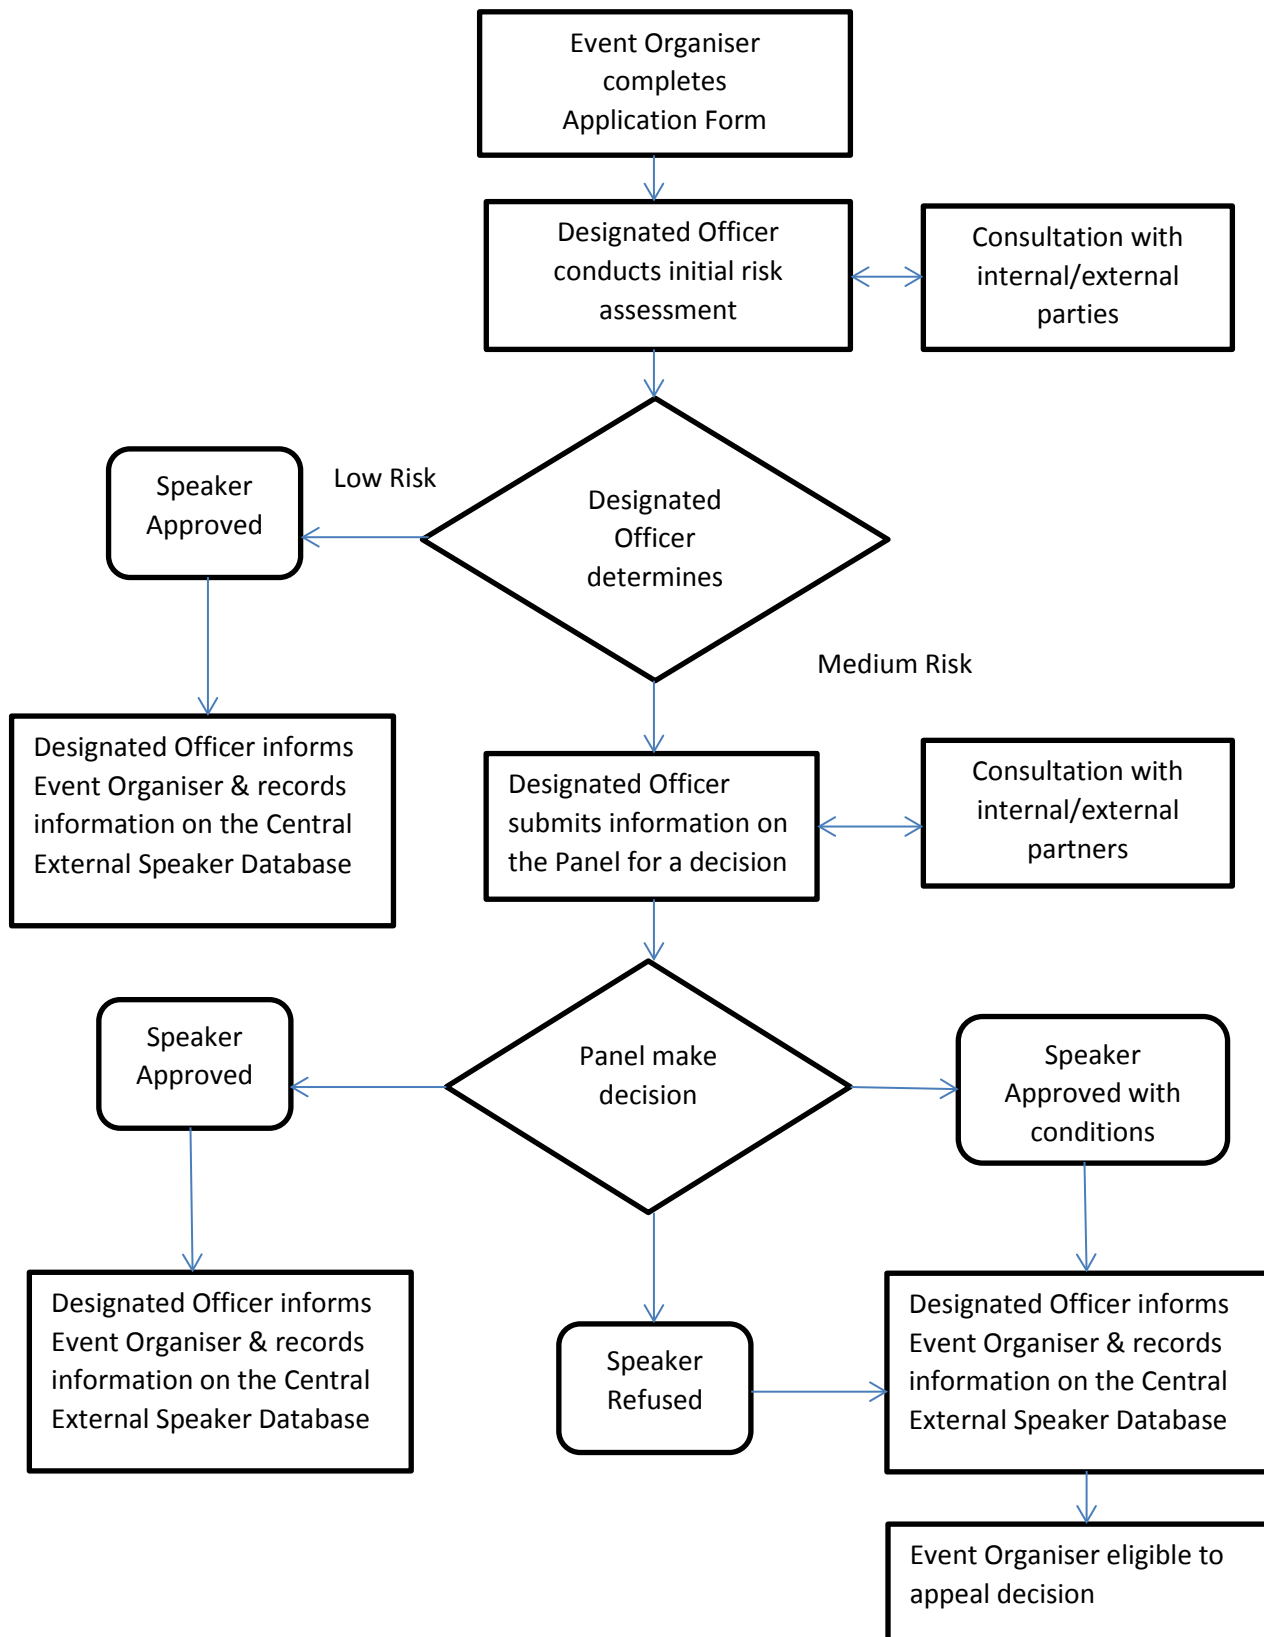 Event Organiser
completes
Application Form
Designated Officer
conducts initial risk
assessment
Consultation with
internal/external
parties
Speaker
Approved
Low Risk
Designated
Officer
determines
Medium Risk
Designated Officer informs
Event Organiser & records
information on the Central
External Speaker Database
Designated Officer
submits information on
the Panel for a decision
Consultation with
internal/external
partners
Speaker
Approved
Panel make
decision
Speaker
Approved with
conditions
Designated Officer informs
Event Organiser & records
information on the Central
External Speaker Database
Speaker
Refused
Designated Officer informs
Event Organiser & records
information on the Central
External Speaker Database
Event Organiser eligible to
appeal decision